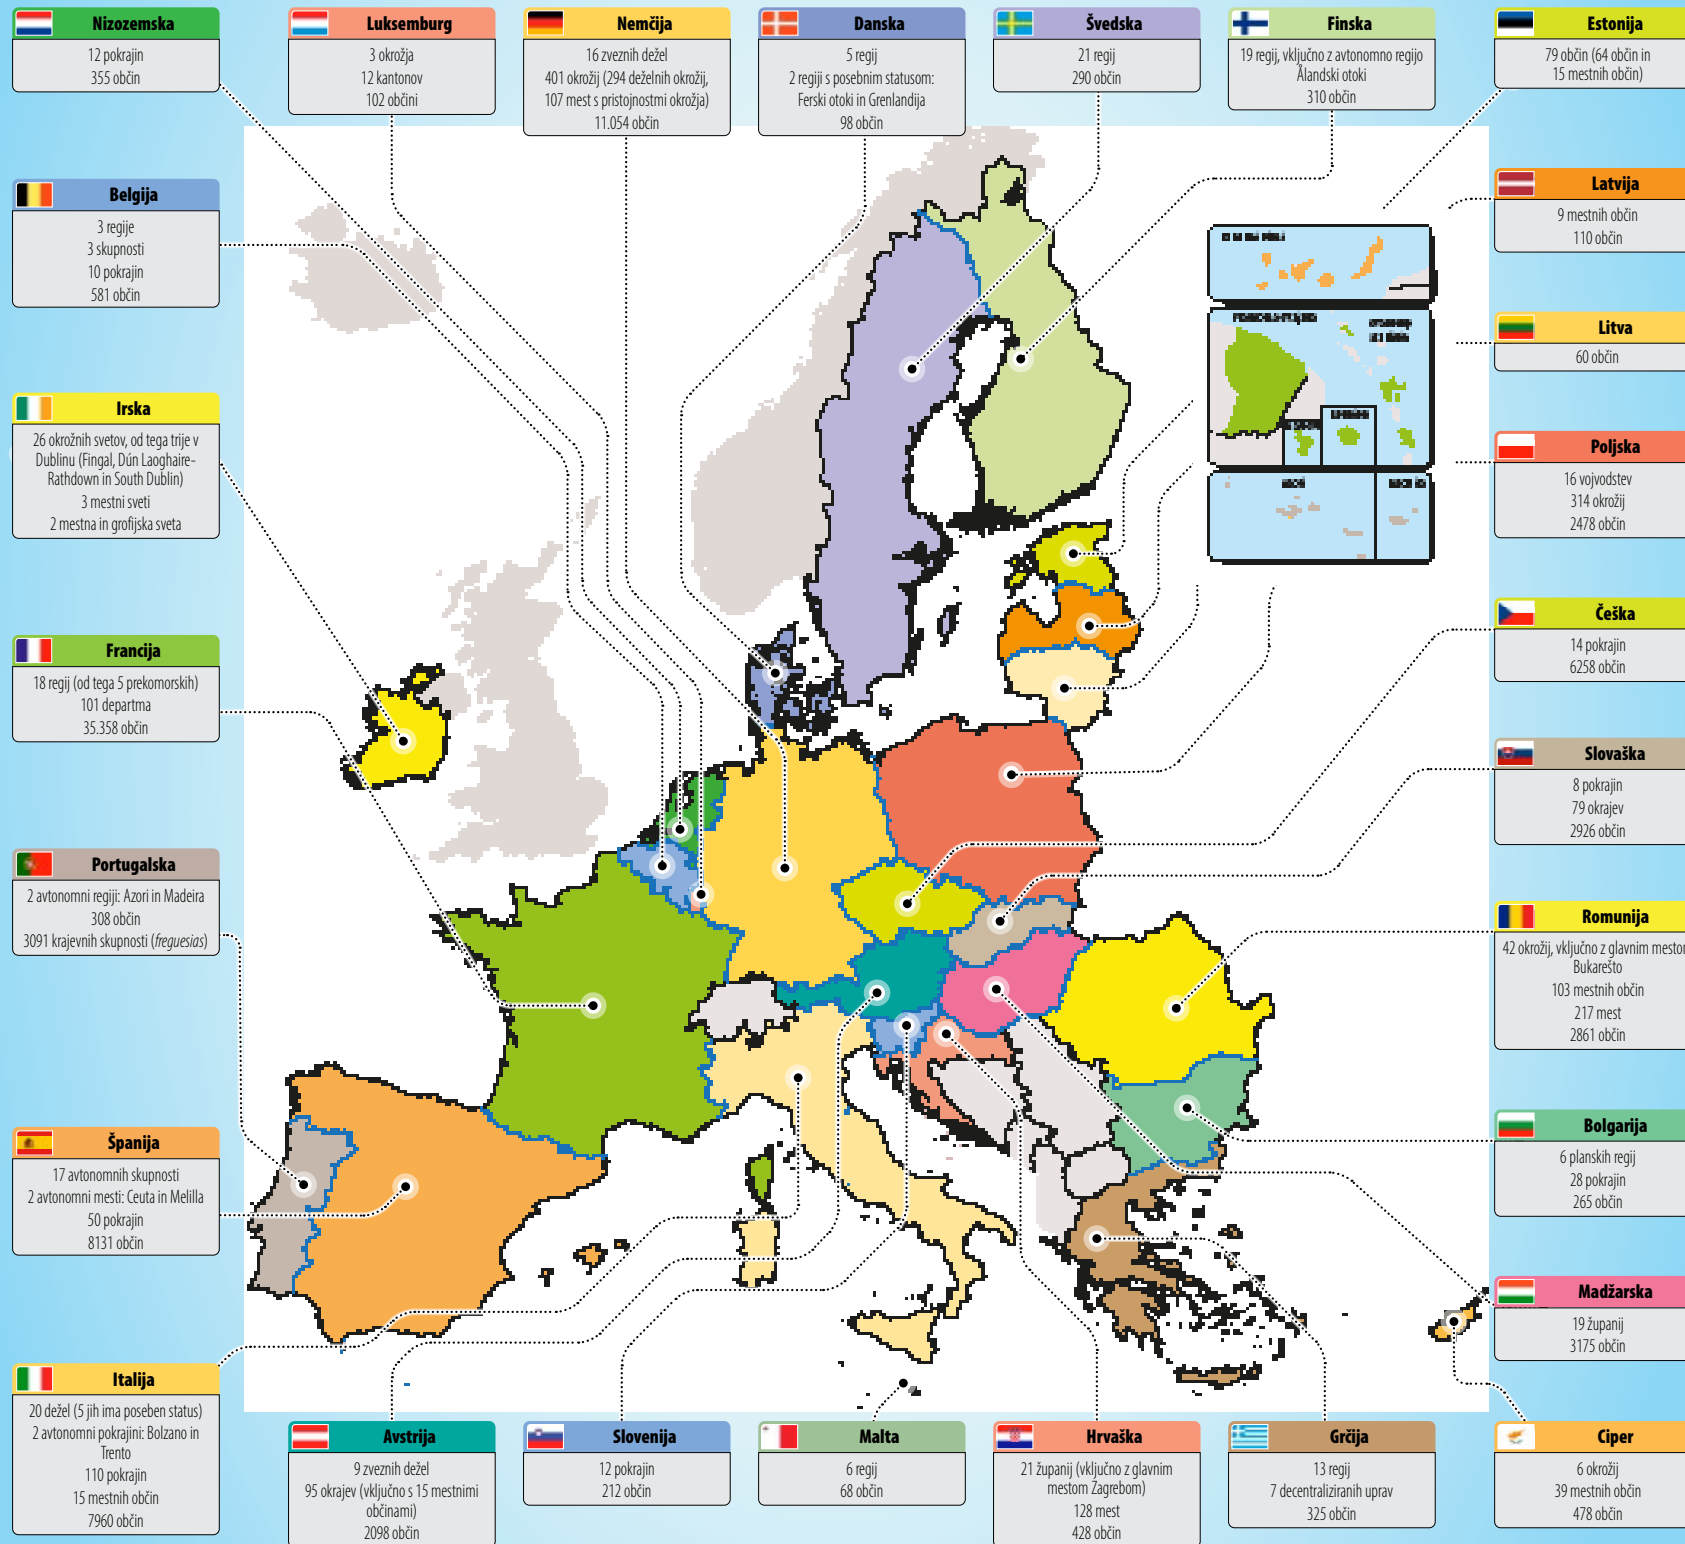 Nizozemska
12 pokrajin
355 občin
Luksemburg
3 okrožja
12 kantonov
102 občini
Nemčija
16 zveznih dežel
401 okrožij (294 deželnih okrožij,
107 mest s pristojnostmi okrožja)
11.054 občin
Danska
5 regij
2 regiji s posebnim statusom:
Ferski otoki in Grenlandija
98 občin
Švedska
21 regij
290 občin
Finska
19 regij, vključno z avtonomno regijo
Ålandski otoki
310 občin
Estonija
79 občin (64 občin in
15 mestnih občin)
Belgija
3 regije
3 skupnosti
10 pokrajin
581 občin
Latvija
9 mestnih občin
110 občin
Litva
60 občin
Irska
26 okrožnih svetov, od tega trije v
Dublinu (Fingal, Dún Laoghaire-
Rathdown in South Dublin)
3 mestni sveti
2 mestna in grofijska sveta
Poljska
16 vojvodstev
314 okrožij
2478 občin
Češka
14 pokrajin
6258 občin
Francija
18 regij (od tega 5 prekomorskih)
101 departma
35.358 občin
Slovaška
8 pokrajin
79 okrajev
2926 občin
Portugalska
2 avtonomni regiji: Azori in Madeira
308 občin
3091 krajevnih skupnosti (freguesias)
Romunija
42 okrožij, vključno z glavnim mestom
Bukarešto
103 mestnih občin
217 mest
2861 občin
Španija
17 avtonomnih skupnosti
2 avtonomni mesti: Ceuta in Melilla
50 pokrajin
8131 občin
Bolgarija
6 planskih regij
28 pokrajin
265 občin
Madžarska
19 županij
3175 občin
Italija
20 dežel (5 jih ima poseben status)
2 avtonomni pokrajini: Bolzano in
Trento
110 pokrajin
15 mestnih občin
7960 občin
Avstrija
9 zveznih dežel
95 okrajev (vključno s 15 mestnimi
občinami)
2098 občin
Slovenija
12 pokrajin
212 občin
Malta
6 regij
68 občin
Hrvaška
21 županij (vključno z glavnim
mestom Zagrebom)
128 mest
428 občin
Grčija
13 regij
7 decentraliziranih uprav
325 občin
Ciper
6 okrožij
39 mestnih občin
478 občin